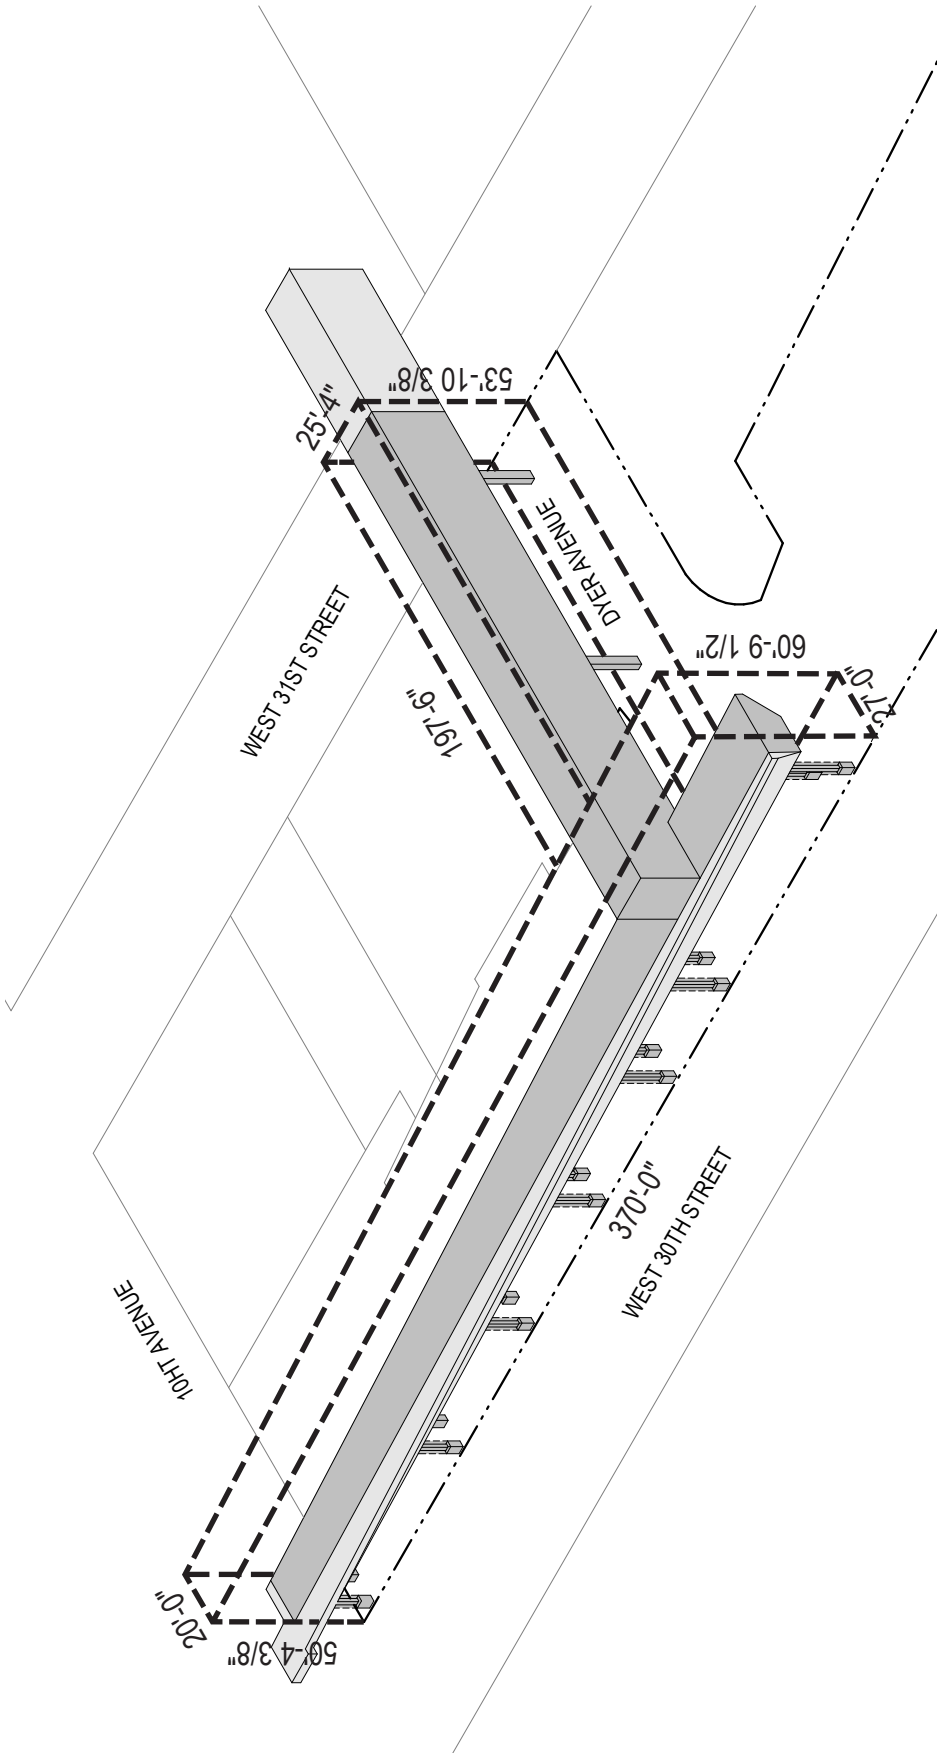 53'-10 3/8"
25'-4"
DYER AVENUE
WEST 31ST STREET
60'-9 1/2"
27'-0"
197'-6"
370'-0"
WEST 30TH STREET
10HT AVENUE
20'-0"
50'-4 3/8"